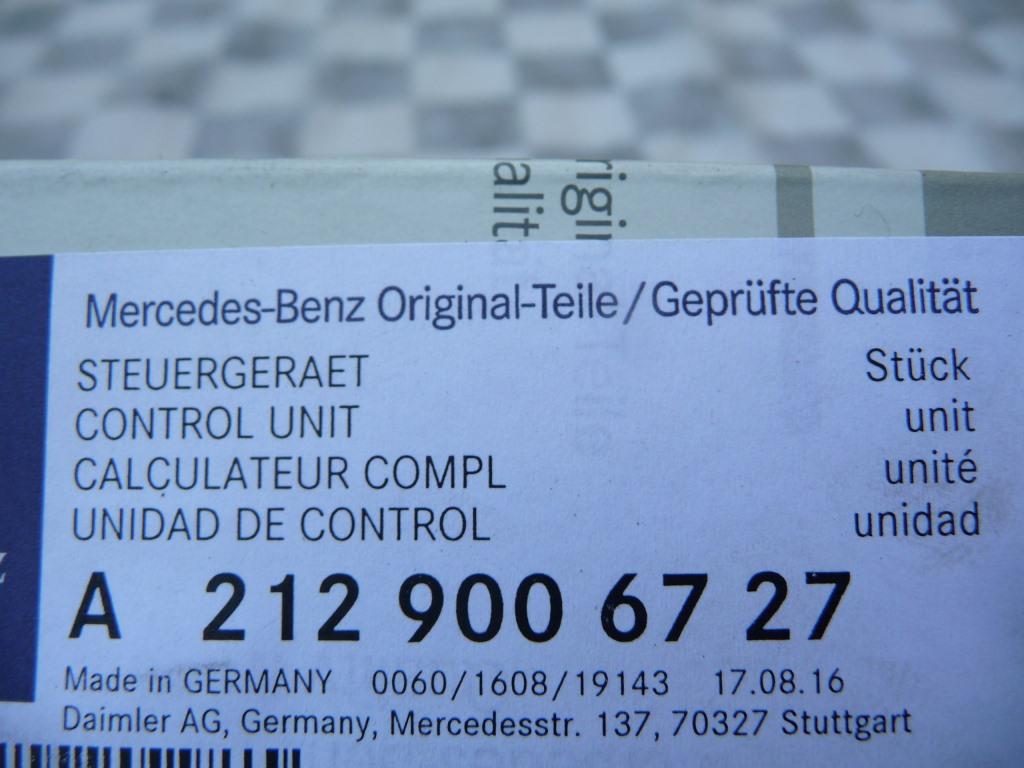 Mercedes-Benz Original-Teile/Geprüfte Qualität
STEUERGERAET Stück
CONTROL UNIT unit
CALCULATEUR COMPL unité
UNIDAD DE CONTROL unidad
A 212 900 67 27
Made in GERMANY 0060/1608/19143 17.08.16
Daimler AG, Germany, Mercedesstr. 137, 70327 Stuttgart